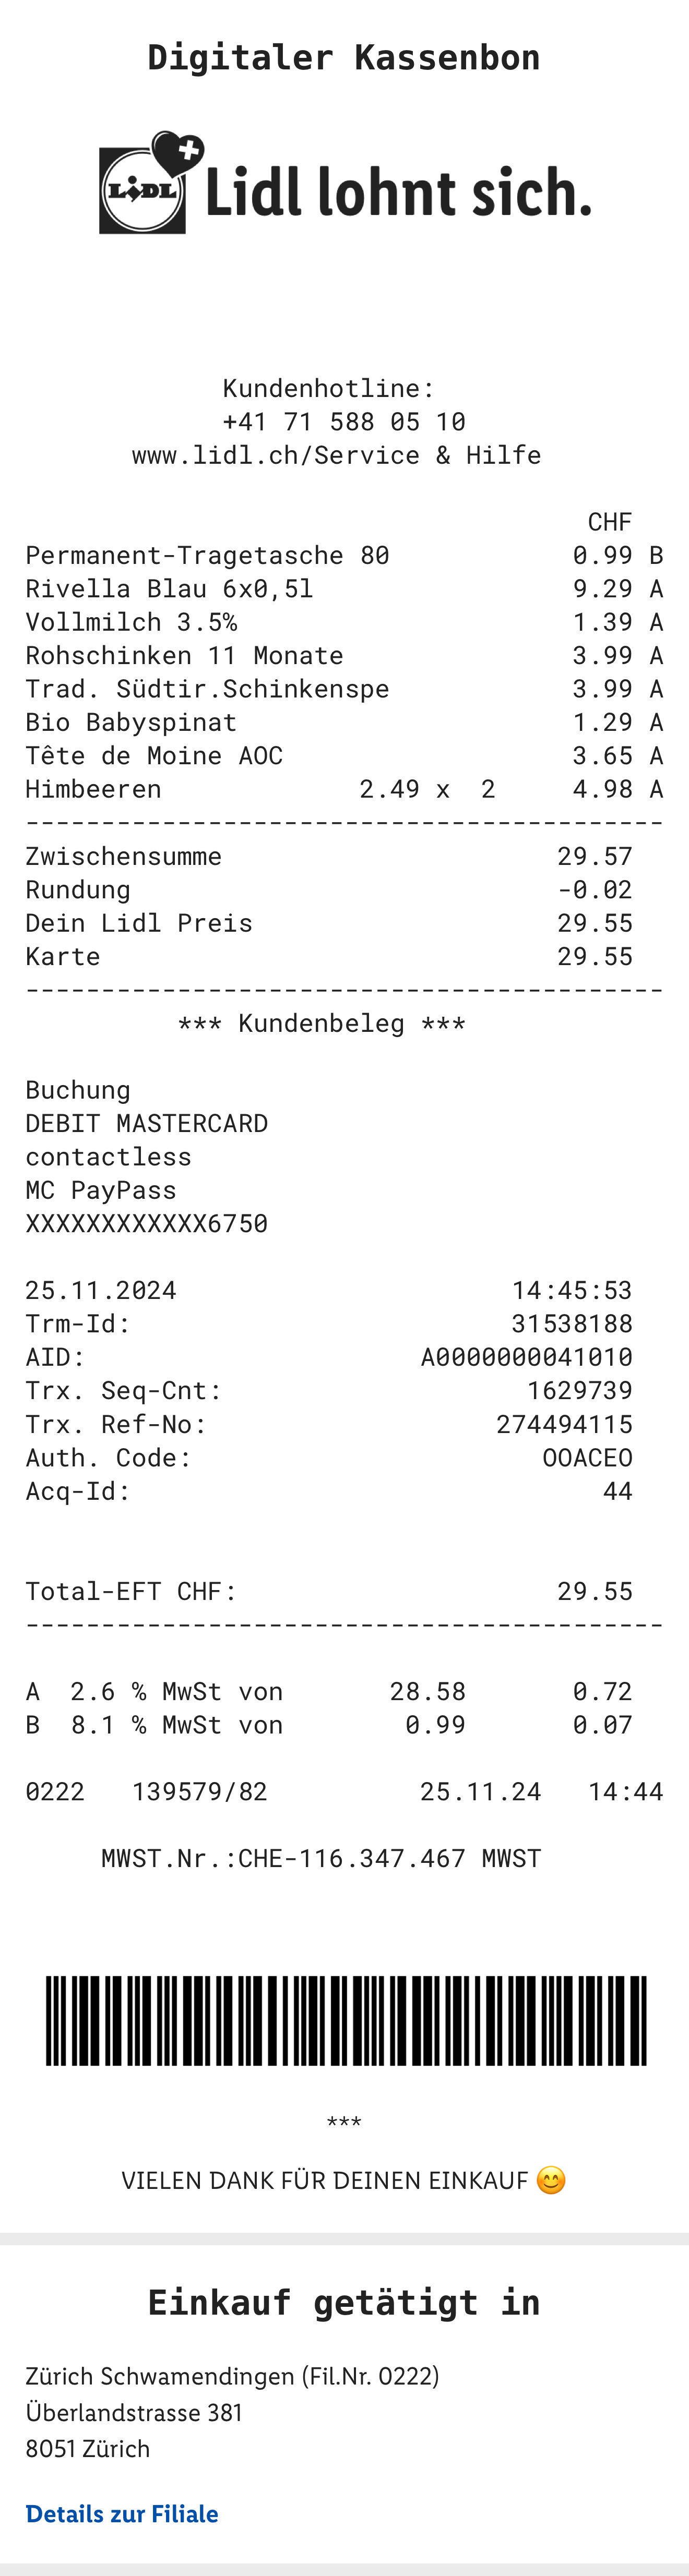 Digitaler Kassenbon
LiDL Lidl lohnt sich.
Kundenhotline:
+41 71 588 05 10
www.lidl.ch/Service & Hilfe
CHF
Permanent-Tragetasche 80 0.99 B
Rivella Blau 6x0,5l 9.29 A
Vollmilch 3.5% 1.39 A
Rohschinken 11 Monate 3.99 A
Trad. Südtir.Schinkenspe 3.99 A
Bio Babyspinat 1.29 A
Tête de Moine AOC 3.65 A
Himbeeren 2.49 x 2 4.98 A
------------------------------------------
Zwischensumme 29.57
Rundung -0.02
Dein Lidl Preis 29.55
Karte 29.55
------------------------------------------
*** Kundenbeleg ***
Buchung
DEBIT MASTERCARD
contactless
MC PayPass
XXXXXXXXXXXX6750
25.11.2024 14:45:53
Trm-Id: 31538188
AID: A0000000041010
Trx. Seq-Cnt: 1629739
Trx. Ref-No: 274494115
Auth. Code: OOACEO
Acq-Id: 44
Total-EFT CHF: 29.55
------------------------------------------
A 2.6 % MwSt von 28.58 0.72
B 8.1 % MwSt von 0.99 0.07
0222 139579/82 25.11.24 14:44
MWST.Nr.:CHE-116.347.467 MWST
***
VIELEN DANK FÜR DEINEN EINKAUF 😊
Einkauf getätigt in
Zürich Schwamendingen (Fil.Nr. 0222)
Überlandstrasse 381
8051 Zürich
Details zur Filiale